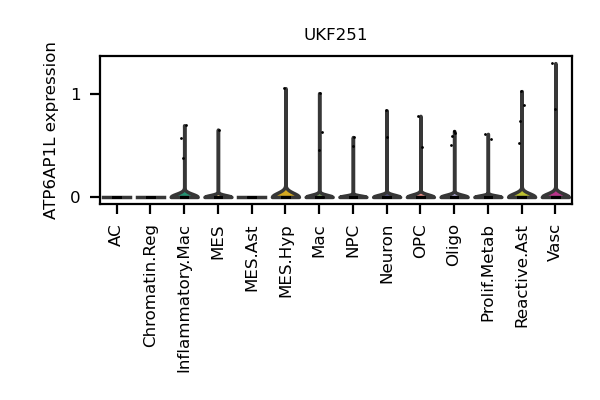 UKF251
ATP6AP1L expression
1
0
AC
Chromatin.Reg
Inflammatory.Mac
MES
MES.Ast
MES.Hyp
Mac
NPC
Neuron
OPC
Oligo
Prolif.Metab
Reactive.Ast
Vasc